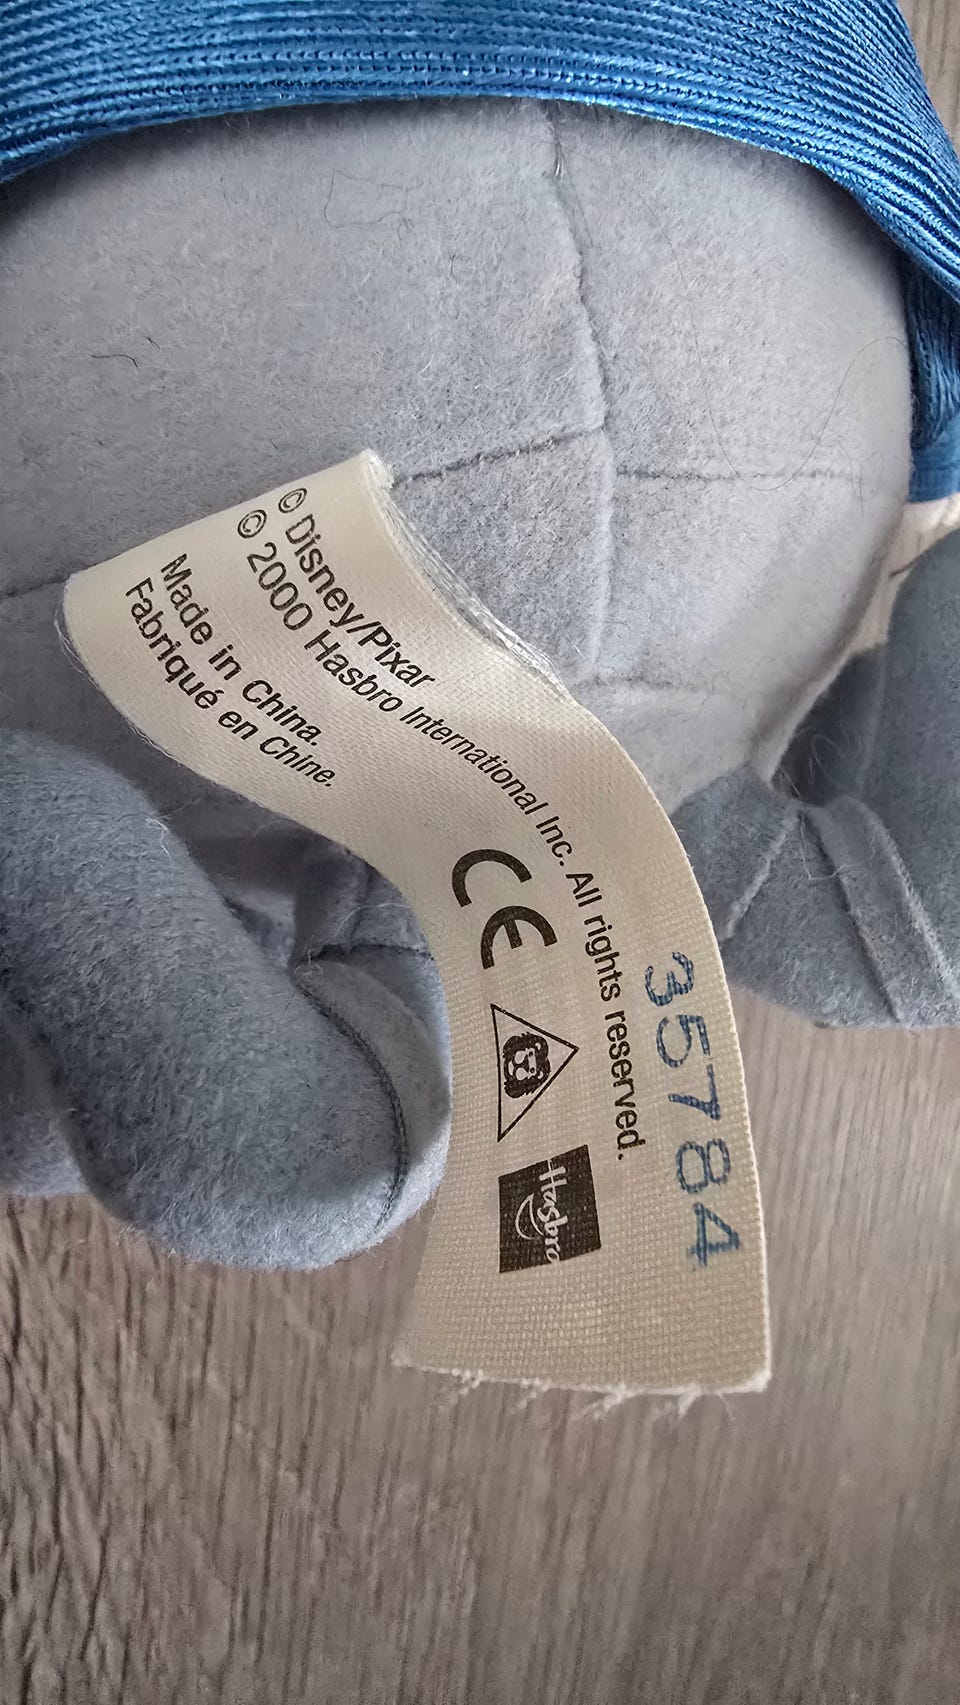 © Disney/Pixar
© 2000 Hasbro International Inc. All rights reserved.
Made in China.
Fabriqué en Chine.
CE
Hasbro
35784